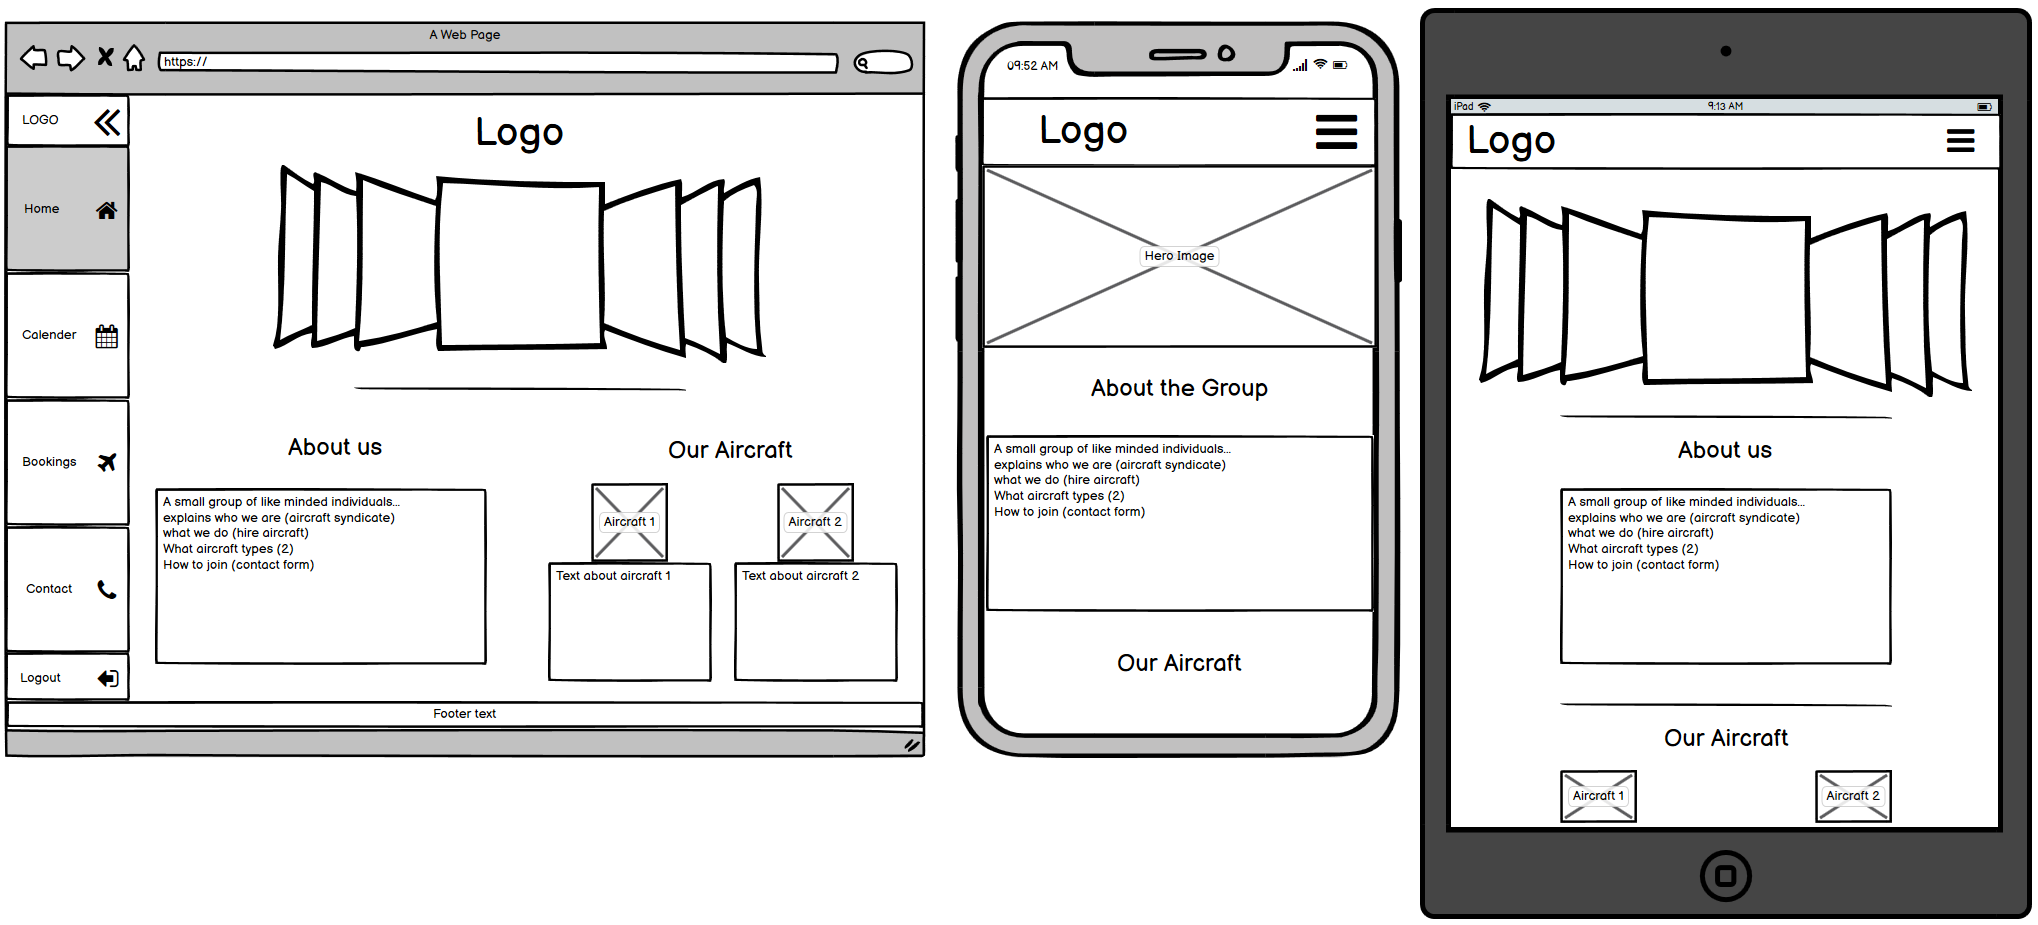 A Web Page
https://
LOGO
Home
Calender
Bookings
Contact
Logout
Logo
About us
A small group of like minded individuals...
explains who we are (aircraft syndicate)
what we do (hire aircraft)
What aircraft types (2)
How to join (contact form)
Our Aircraft
Aircraft 1
Aircraft 2
Text about aircraft 1
Text about aircraft 2
Footer text
09:52 AM
Logo
Hero Image
About the Group
A small group of like minded individuals...
explains who we are (aircraft syndicate)
what we do (hire aircraft)
What aircraft types (2)
How to join (contact form)
Our Aircraft
iPad
9:13 AM
Logo
About us
A small group of like minded individuals...
explains who we are (aircraft syndicate)
what we do (hire aircraft)
What aircraft types (2)
How to join (contact form)
Our Aircraft
Aircraft 1
Aircraft 2